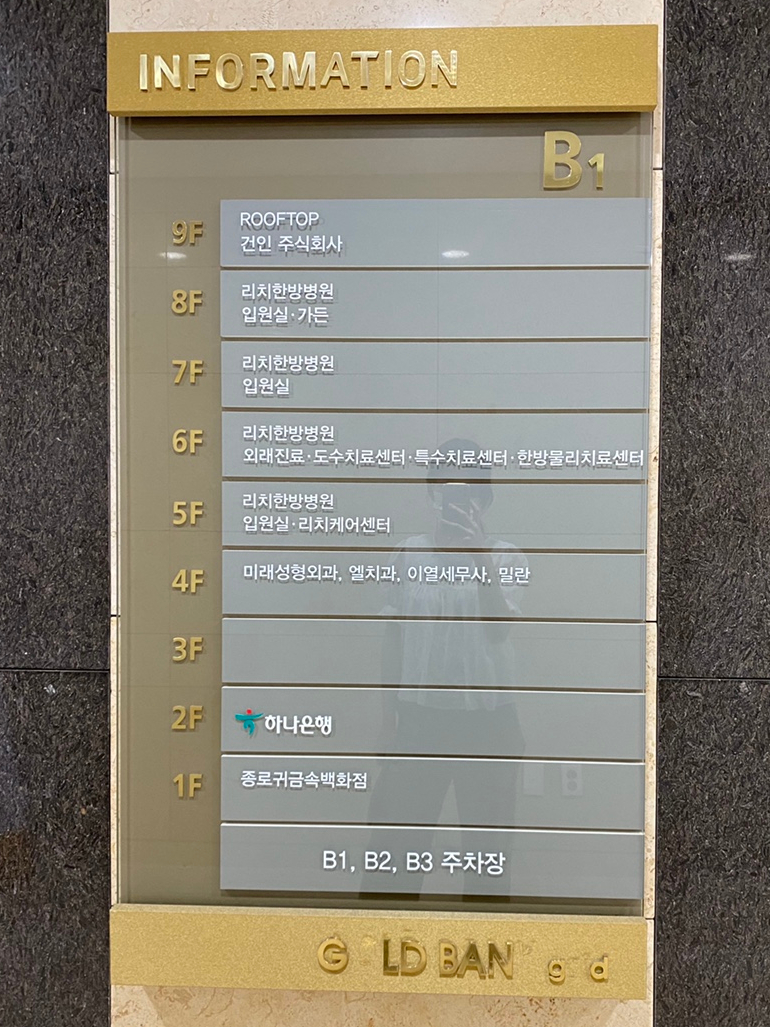 INFORMATION
B1
9F
ROOFTOP
건인 주식회사
8F
리치한방병원
입원실·가든
7F
리치한방병원
입원실
6F
리치한방병원
외래진료·도수치료센터·특수치료센터·한방물리치료센터
5F
리치한방병원
입원실·리치케어센터
4F
미래성형외과, 엘치과, 이열세무사, 밀란
3F
2F
하나은행
1F
종로귀금속백화점
B1, B2, B3 주차장
G LD BAN g d